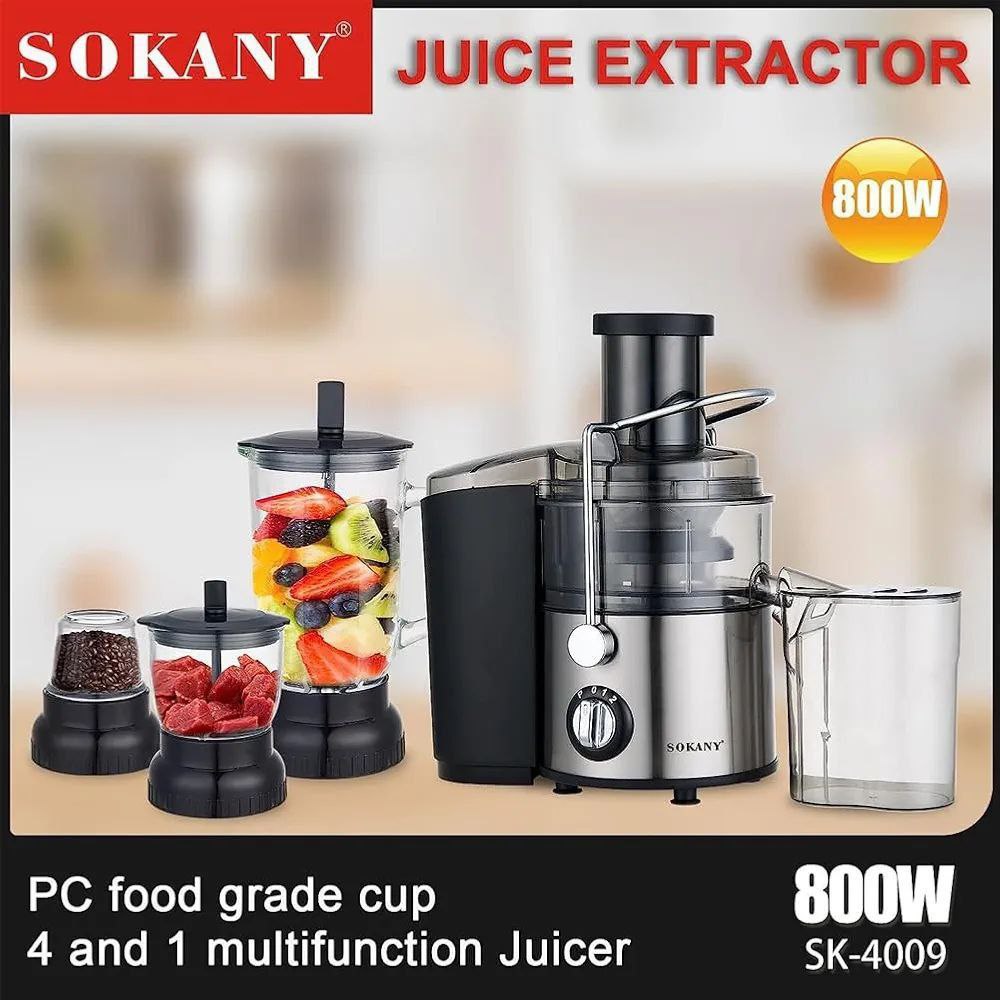 SOKANY®
JUICE EXTRACTOR
800W
P 0 1 2
SOKANY
PC food grade cup
4 and 1 multifunction Juicer
800W
SK-4009